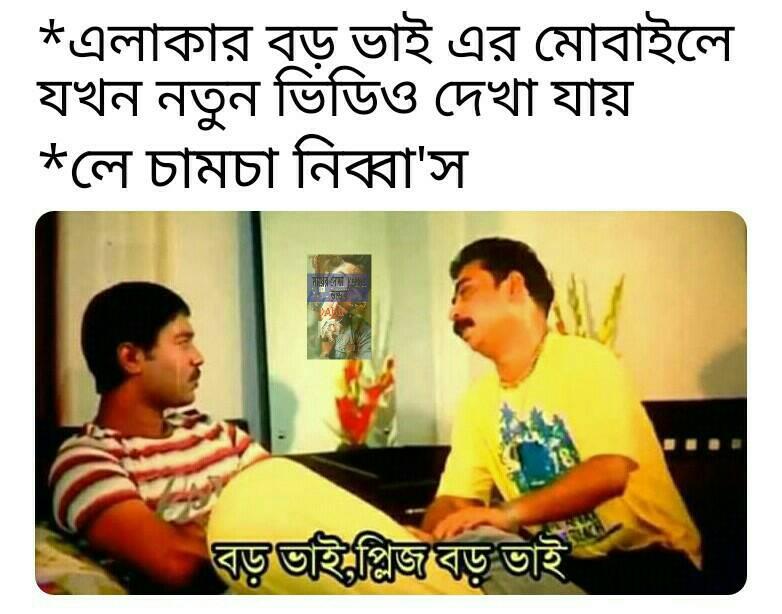 *এলাকার বড় ভাই এর মোবাইলে
যখন নতুন ভিডিও দেখা যায়
*লে চামচা নিব্বা'স
বড় ভাই,প্লিজ বড় ভাই